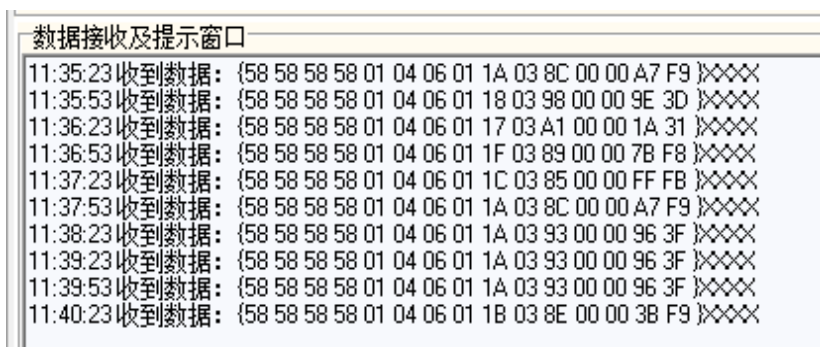 数据接收及提示窗口
11:35:23收到数据：{58 58 58 58 01 04 06 01 1A 03 8C 00 00 A7 F9 }XXXX
11:35:53收到数据：{58 58 58 58 01 04 06 01 18 03 98 00 00 9E 3D }XXXX
11:36:23收到数据：{58 58 58 58 01 04 06 01 17 03 A1 00 00 1A 31 }XXXX
11:36:53收到数据：{58 58 58 58 01 04 06 01 1F 03 89 00 00 7B F8 }XXXX
11:37:23收到数据：{58 58 58 58 01 04 06 01 1C 03 85 00 00 FF FB }XXXX
11:37:53收到数据：{58 58 58 58 01 04 06 01 1A 03 8C 00 00 A7 F9 }XXXX
11:38:23收到数据：{58 58 58 58 01 04 06 01 1A 03 93 00 00 96 3F }XXXX
11:39:23收到数据：{58 58 58 58 01 04 06 01 1A 03 93 00 00 96 3F }XXXX
11:39:53收到数据：{58 58 58 58 01 04 06 01 1A 03 93 00 00 96 3F }XXXX
11:40:23收到数据：{58 58 58 58 01 04 06 01 1B 03 8E 00 00 3B F9 }XXXX